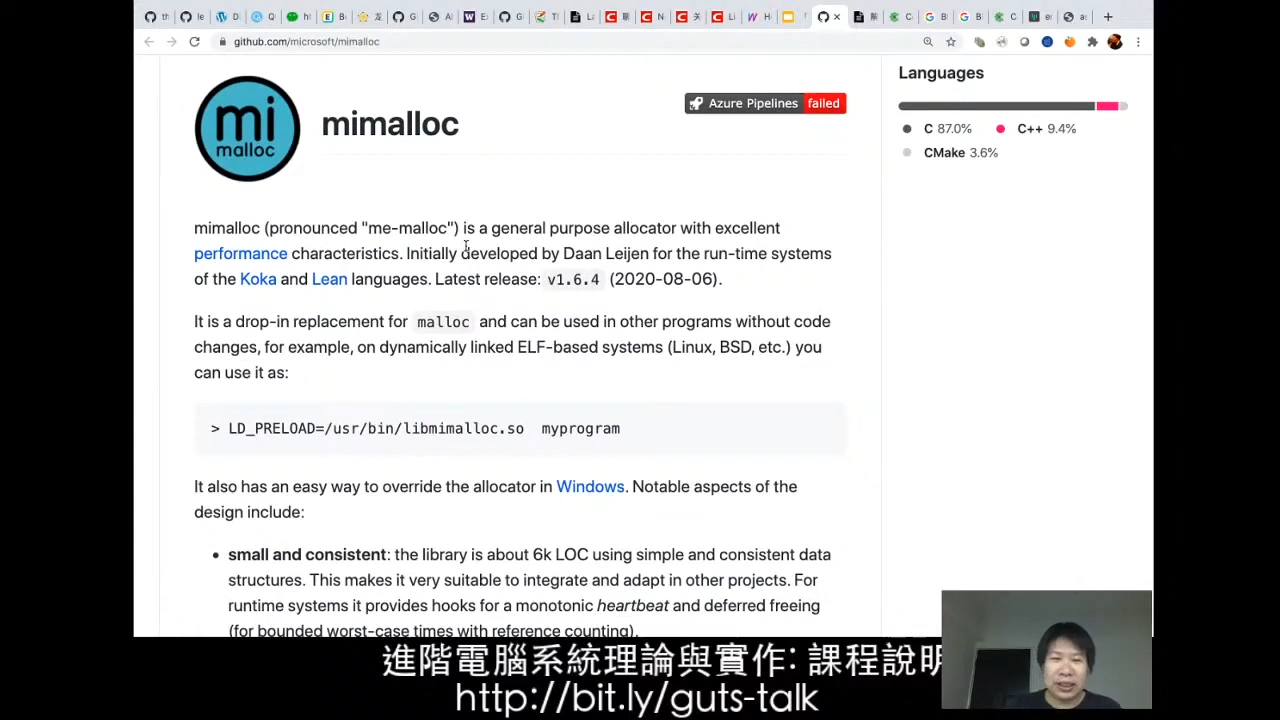 github.com/microsoft/mimalloc
mi
malloc
mimalloc
Azure Pipelines failed
mimalloc (pronounced "me-malloc") is a general purpose allocator with excellent
performance characteristics. Initially developed by Daan Leijen for the run-time systems
of the Koka and Lean languages. Latest release: v1.6.4 (2020-08-06).
It is a drop-in replacement for malloc and can be used in other programs without code
changes, for example, on dynamically linked ELF-based systems (Linux, BSD, etc.) you
can use it as:
> LD_PRELOAD=/usr/bin/libmimalloc.so myprogram
It also has an easy way to override the allocator in Windows. Notable aspects of the
design include:
• small and consistent: the library is about 6k LOC using simple and consistent data
structures. This makes it very suitable to integrate and adapt in other projects. For
runtime systems it provides hooks for a monotonic heartbeat and deferred freeing
(for bounded worst-case times with reference counting).
Languages
C 87.0% C++ 9.4%
CMake 3.6%
進階電腦系統理論與實作: 課程說明
http://bit.ly/guts-talk